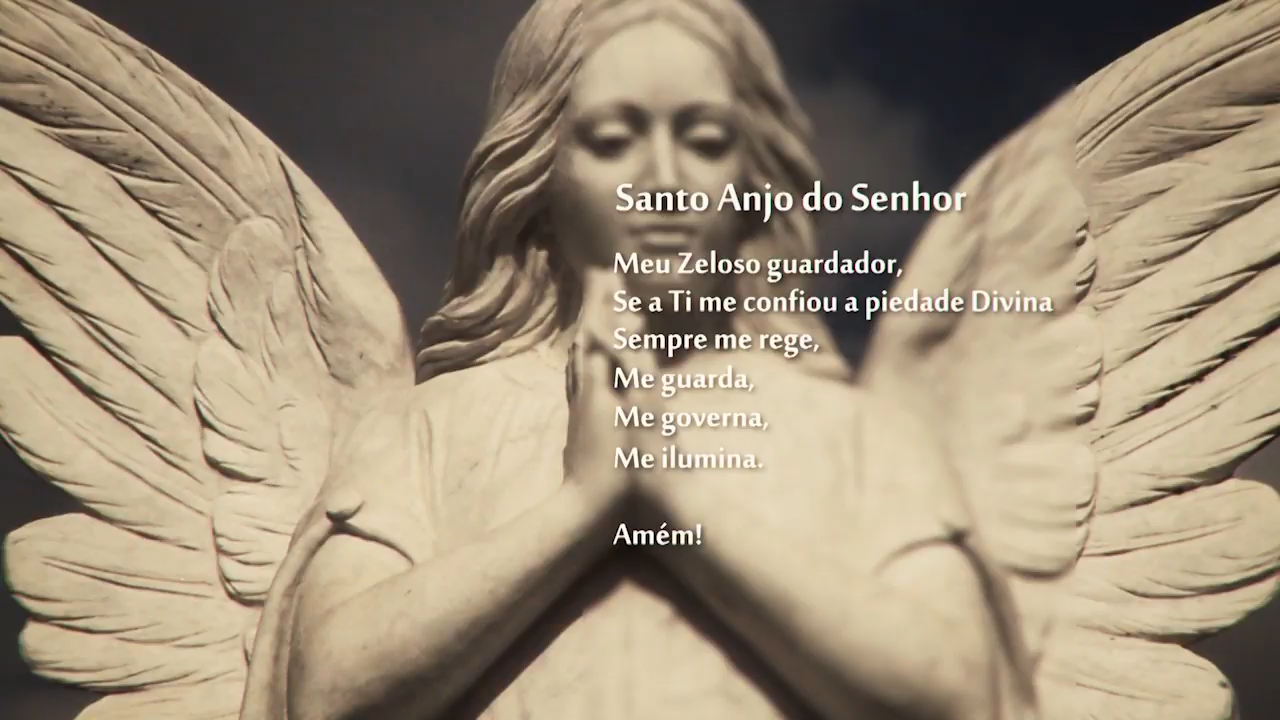 Santo Anjo do Senhor
Meu Zeloso guardador,
Se a Ti me confiou a piedade Divina
Sempre me rege,
Me guarda,
Me governa,
Me ilumina.
Amém!